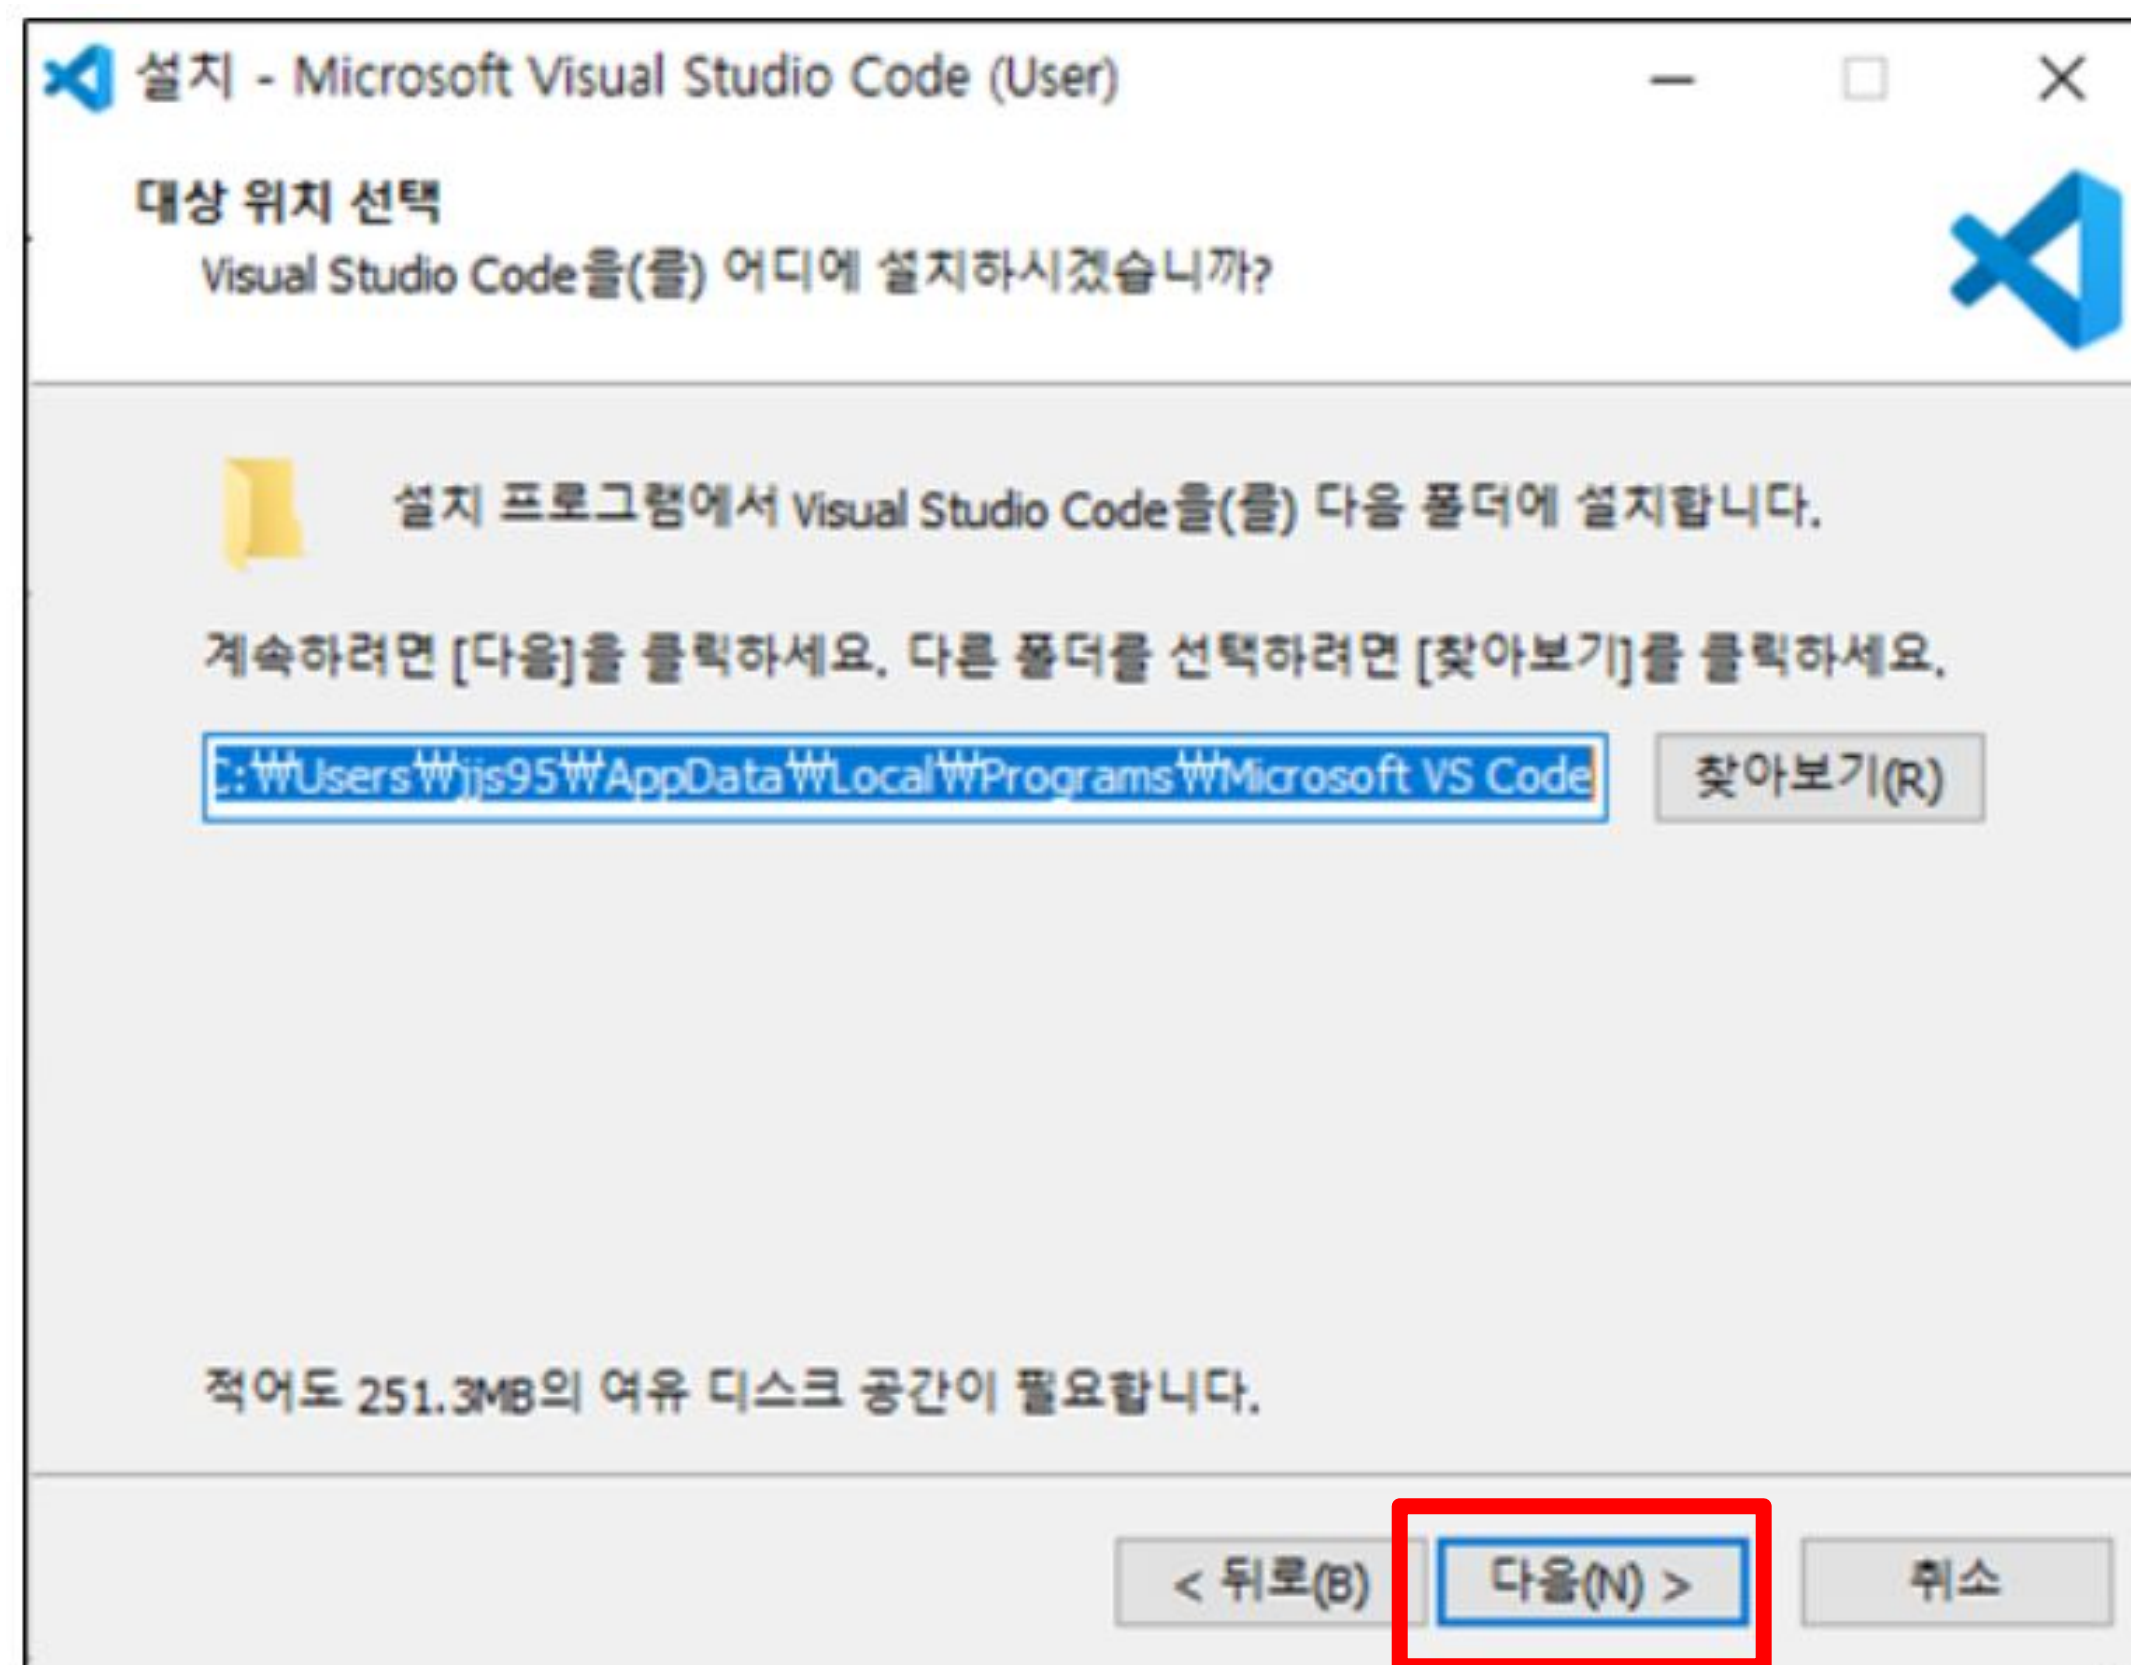 설치 - Microsoft Visual Studio Code (User)
대상 위치 선택
Visual Studio Code을(를) 어디에 설치하시겠습니까?
설치 프로그램에서 Visual Studio Code을(를) 다음 폴더에 설치합니다.
계속하려면 [다음]을 클릭하세요. 다른 폴더를 선택하려면 [찾아보기]를 클릭하세요.
C:₩Users₩jjs95₩AppData₩Local₩Programs₩Microsoft VS Code 찾아보기(R)
적어도 251.3MB의 여유 디스크 공간이 필요합니다.
< 뒤로(B) 다음(N) > 취소